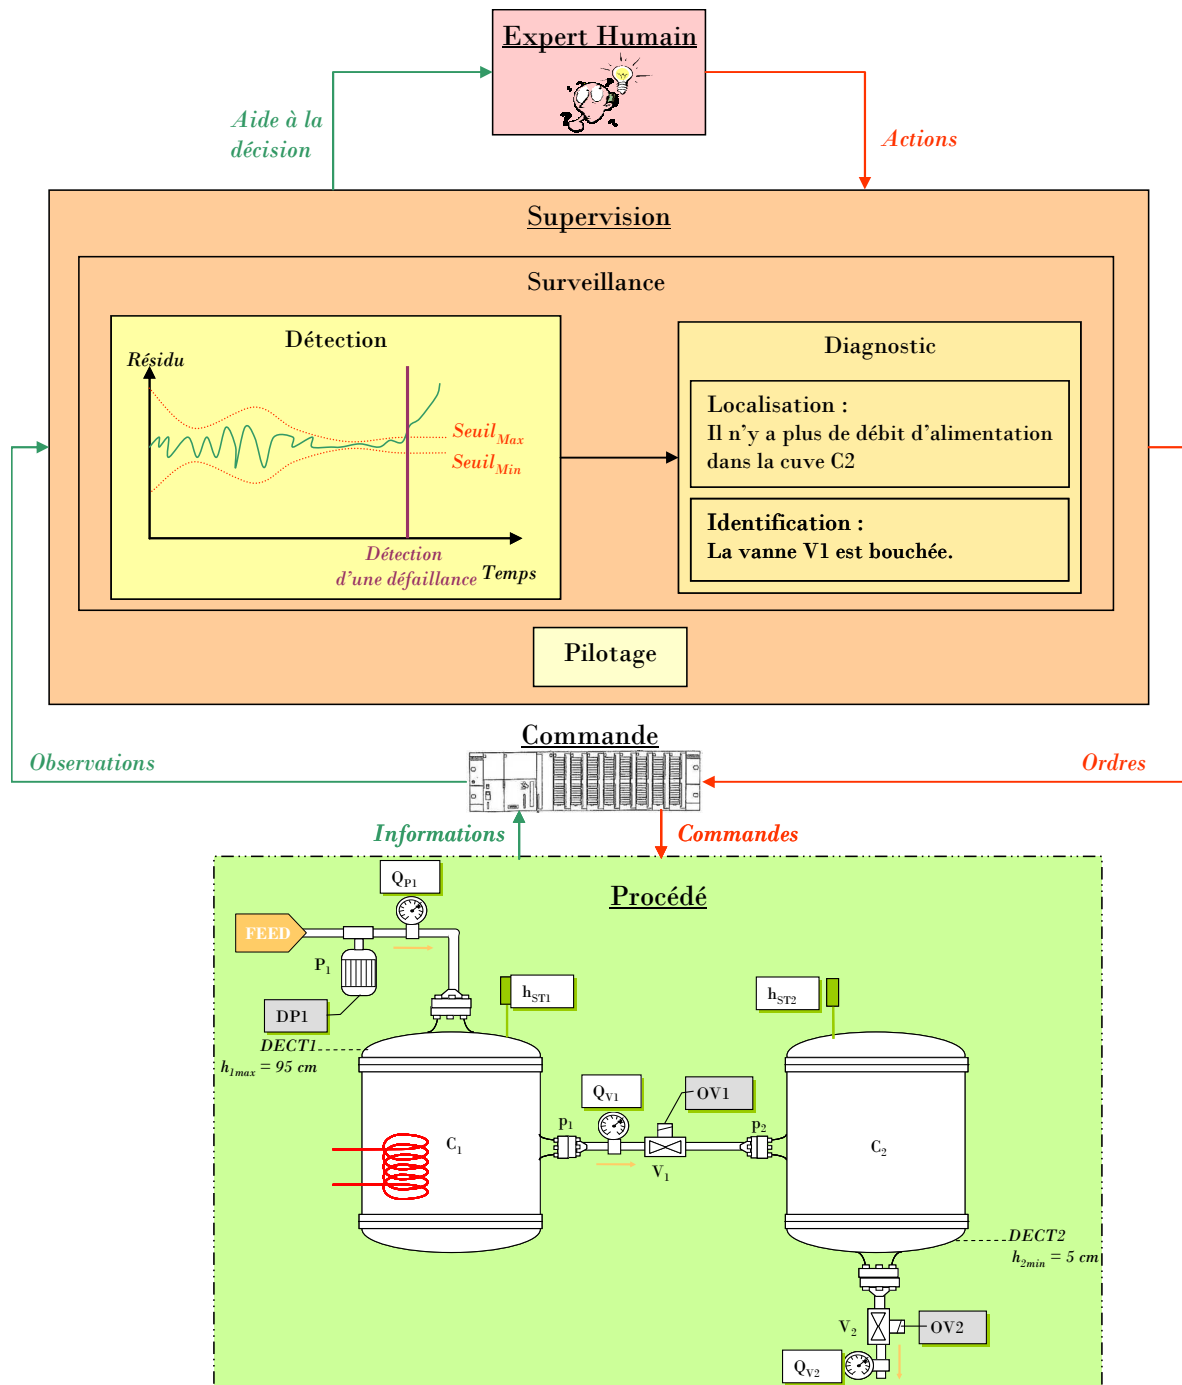 Expert Humain
Aide à la
décision
Actions
Supervision
Surveillance
Détection
Résidu
Seuil Max
Seuil Min
Détection
d'une défaillance
Temps
Diagnostic
Localisation :
Il n'y a plus de débit d'alimentation
dans la cuve C2
Identification :
La vanne V1 est bouchée.
Pilotage
Commande
Observations
Ordres
Informations
Commandes
Procédé
QP1
FEED
P1
DP1
hST1
hST2
DECT1
h1max = 95 cm
QV1
OV1
p1
p2
C1
V1
C2
DECT2
h2min = 5 cm
V2
OV2
QV2